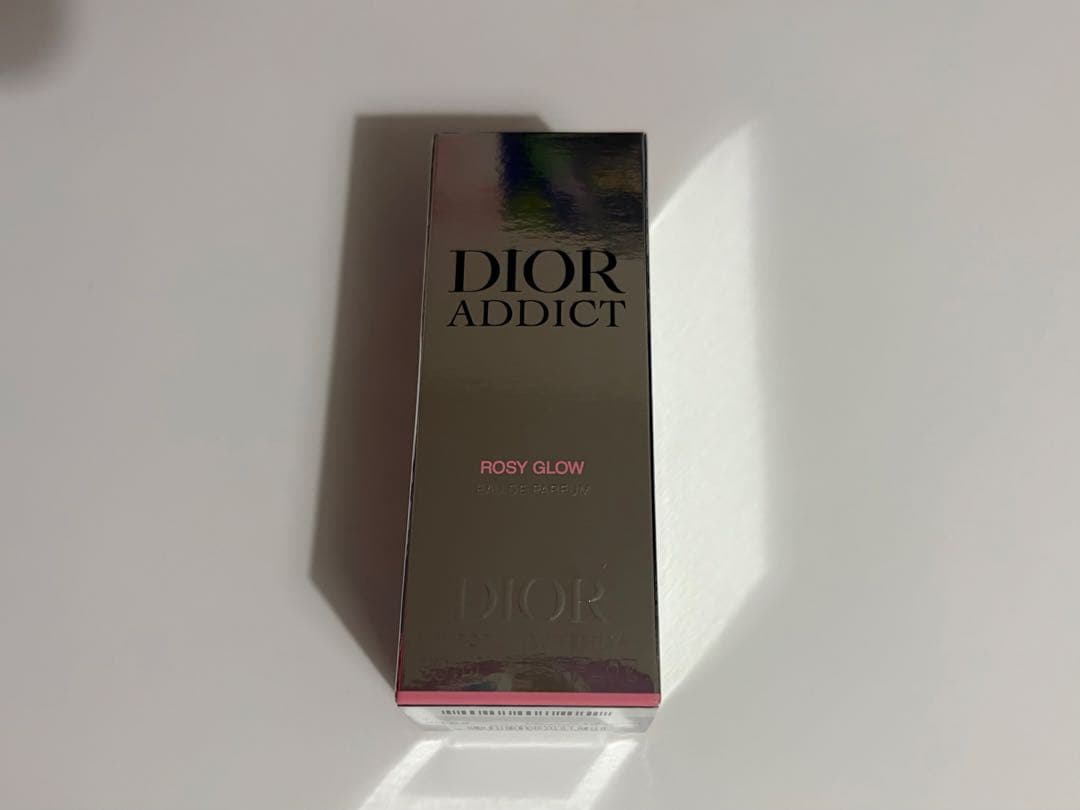 DIOR
ADDICT
ROSY GLOW
EAU DE PARFUM
DIOR